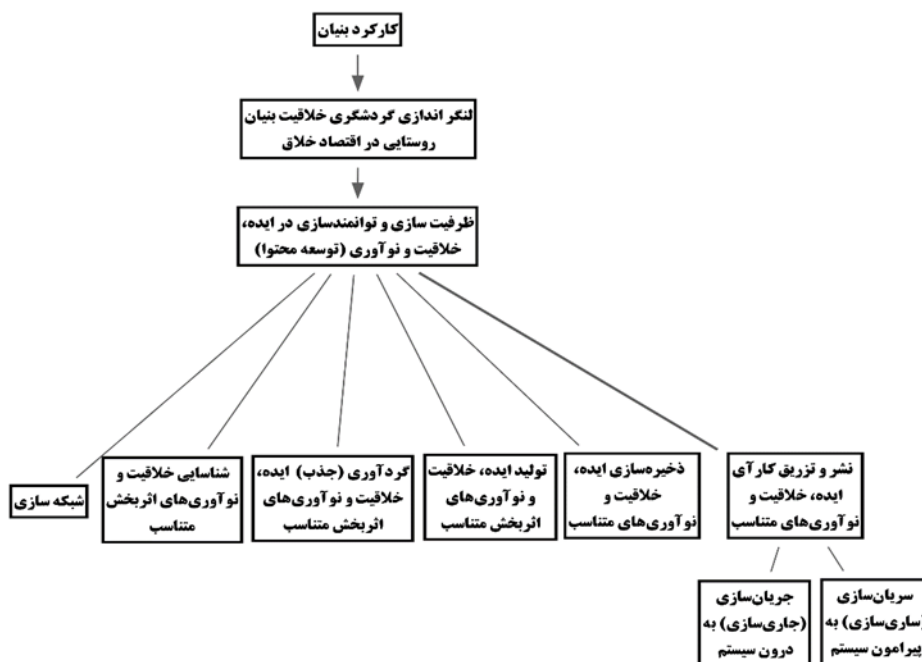 کارکرد بنیان
لنگر اندازی گردشگری خلاقیت بنیان
روستایی در اقتصاد خلاق
ظرفیت سازی و توانمندسازی در ایده،
خلاقیت و نوآوری (توسعه محتوا)
نشر و تزریق کارآی
ایده، خلاقیت و
نوآوری‌های متناسب
ذخیره‌سازی ایده،
خلاقیت و
نوآوری‌های متناسب
تولید ایده، خلاقیت
و نوآوری‌های
اثربخش متناسب
گردآوری (جذب) ایده،
خلاقیت و نوآوری‌های
اثربخش متناسب
شناسایی خلاقیت و
نوآوری‌های اثربخش
متناسب
شبکه سازی
سریان‌سازی
(ساری‌سازی) به
پیرامون سیستم
جریان‌سازی
(جاری‌سازی) به
درون سیستم